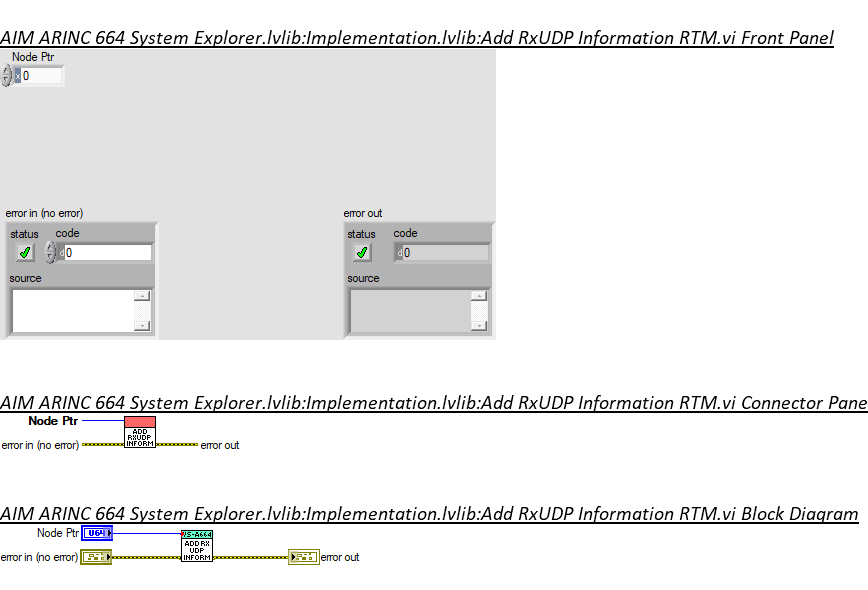 AIM ARINC 664 System Explorer.lvlib:Implementation.lvlib:Add RxUDP Information RTM.vi Front Panel
Node Ptr
x 0
error in (no error)
error out
status code
status code
d 0
d 0
source
source
AIM ARINC 664 System Explorer.lvlib:Implementation.lvlib:Add RxUDP Information RTM.vi Connector Pane
Node Ptr
ADD
RXUDP
INFORM
error in (no error)
error out
AIM ARINC 664 System Explorer.lvlib:Implementation.lvlib:Add RxUDP Information RTM.vi Block Diagram
Node Ptr
U64
VS-A664
ADD RX
UDP
INFORM
error in (no error)
error out